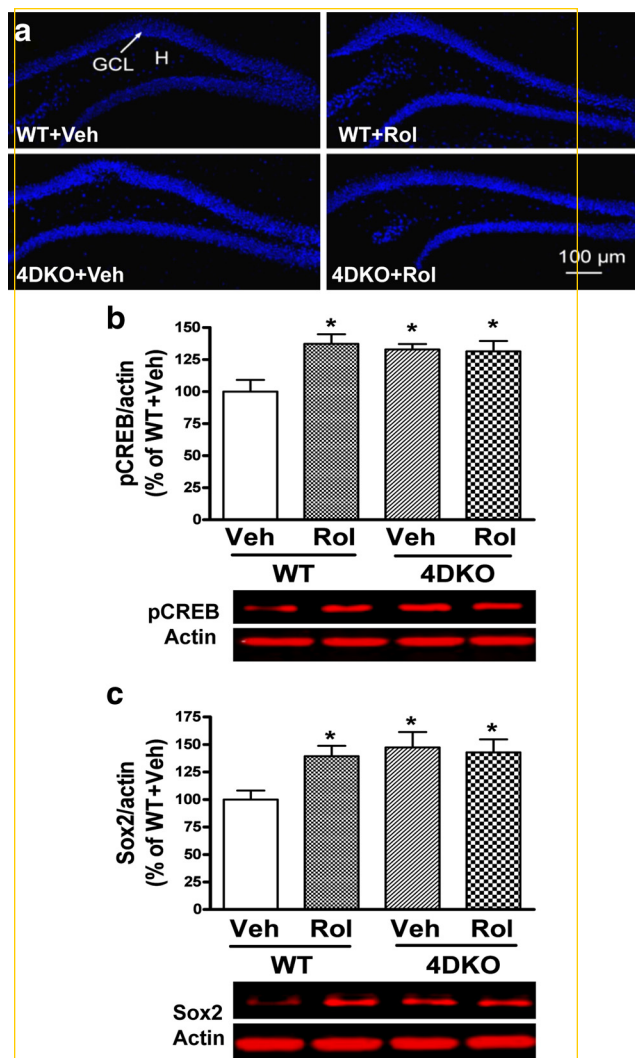 a
GCL
H
WT+Veh
WT+Rol
4DKO+Veh
4DKO+Rol
100 µm
b
pCREB/actin
(% of WT+Veh)
150
125
100
75
50
25
0
*
*
*
Veh Rol Veh Rol
WT 4DKO
pCREB
Actin
c
Sox2/actin
(% of WT+Veh)
175
150
125
100
75
50
25
0
*
*
*
Veh Rol Veh Rol
WT 4DKO
Sox2
Actin